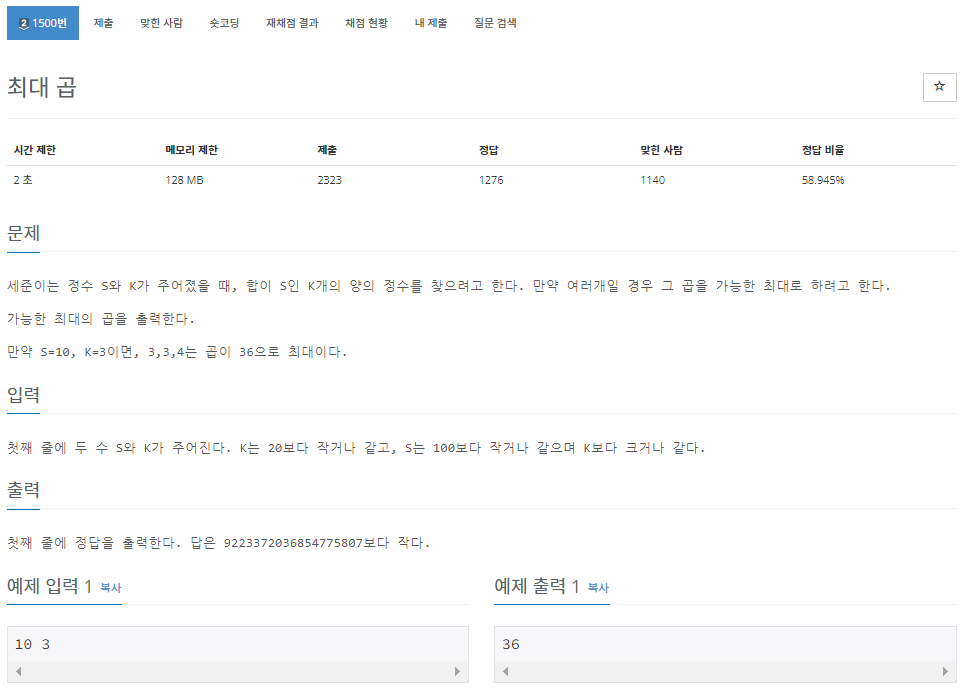 2 1500번 제출 맞힌 사람 숏코딩 재채점 결과 채점 현황 내 제출 질문 검색
최대 곱
☆
시간 제한 메모리 제한 제출 정답 맞힌 사람 정답 비율
2 초 128 MB 2323 1276 1140 58.945%
문제
세준이는 정수 S와 K가 주어졌을 때, 합이 S인 K개의 양의 정수를 찾으려고 한다. 만약 여러개일 경우 그 곱을 가능한 최대로 하려고 한다.
가능한 최대의 곱을 출력한다.
만약 S=10, K=3이면, 3,3,4는 곱이 36으로 최대이다.
입력
첫째 줄에 두 수 S와 K가 주어진다. K는 20보다 작거나 같고, S는 100보다 작거나 같으며 K보다 크거나 같다.
출력
첫째 줄에 정답을 출력한다. 답은 9223372036854775807보다 작다.
예제 입력 1 복사
10 3
예제 출력 1 복사
36